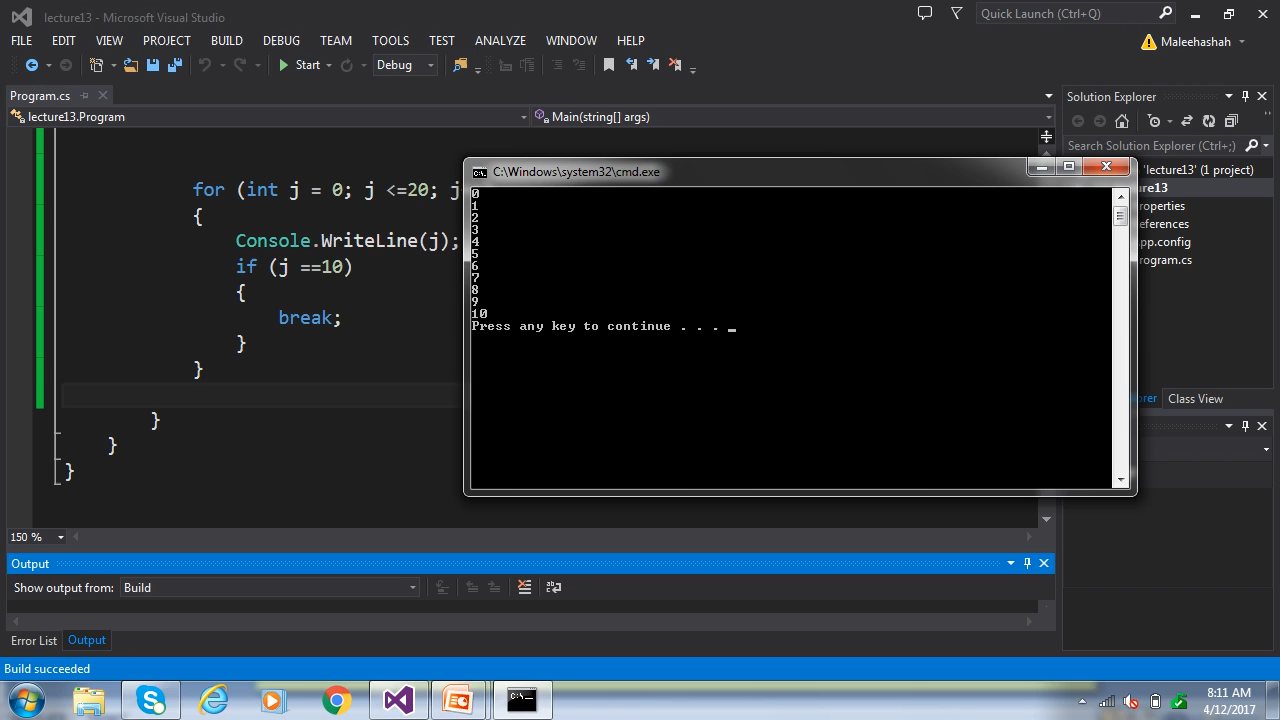 lecture13 - Microsoft Visual Studio
Quick Launch (Ctrl+Q)
FILE EDIT VIEW PROJECT BUILD DEBUG TEAM TOOLS TEST ANALYZE WINDOW HELP
Maleehashah
Start Debug
Program.cs
lecture13.Program
Main(string[] args)
for (int j = 0; j <=20; j
{
Console.WriteLine(j);
if (j ==10)
{
break;
}
}
}
}
}
150 %
C:\Windows\system32\cmd.exe
0
1
2
3
4
5
6
7
8
9
10
Press any key to continue . . . _
Solution Explorer
Search Solution Explorer (Ctrl+;)
'lecture13' (1 project)
ure13
roperties
eferences
pp.config
rogram.cs
orer Class View
Output
Show output from: Build
Error List Output
Build succeeded
8:11 AM
4/12/2017